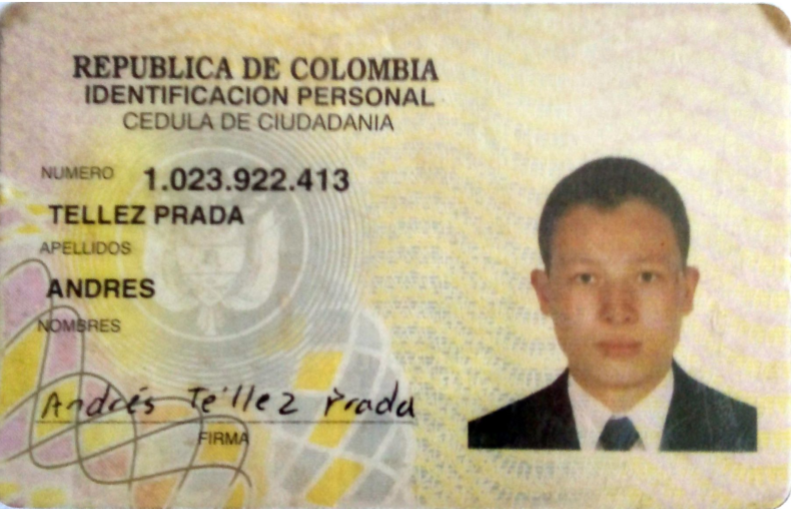 REPUBLICA DE COLOMBIA
IDENTIFICACION PERSONAL
CEDULA DE CIUDADANIA
NUMERO 1.023.922.413
TELLEZ PRADA
APELLIDOS
ANDRES
NOMBRES
Andrés Téllez Prada
FIRMA